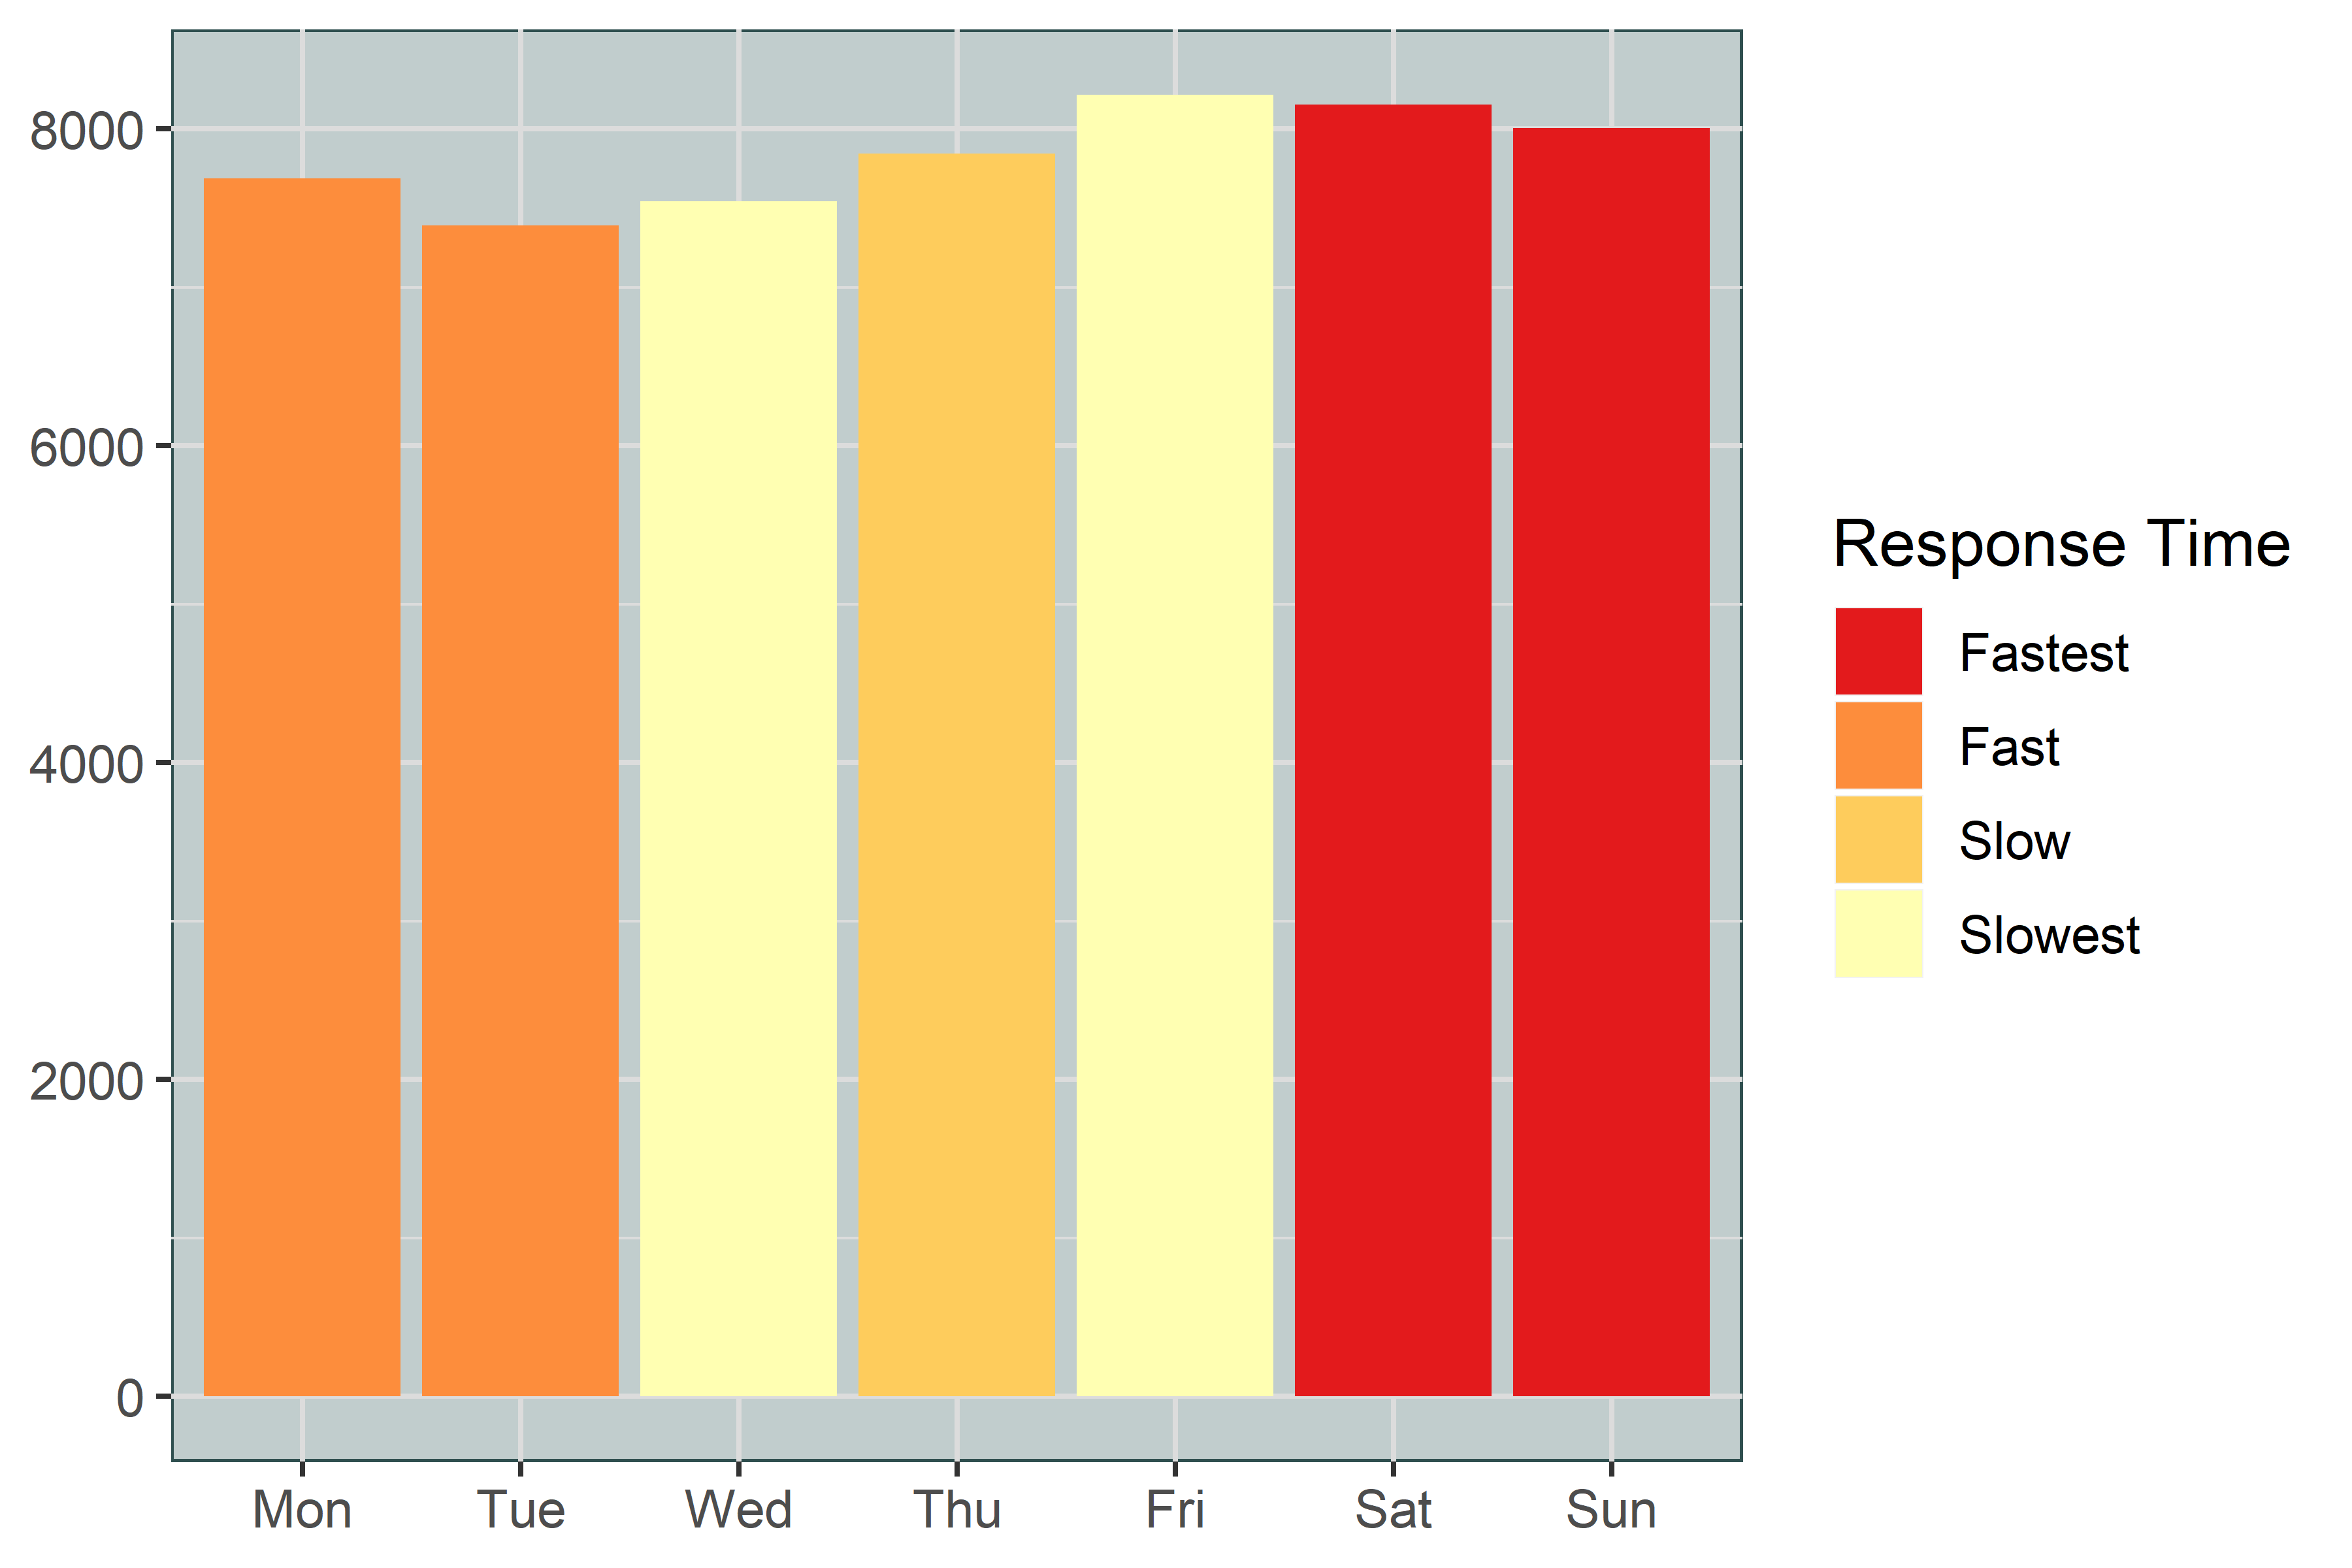 8000
6000
4000
2000
0
Mon Tue Wed Thu Fri Sat Sun
Response Time
Fastest
Fast
Slow
Slowest